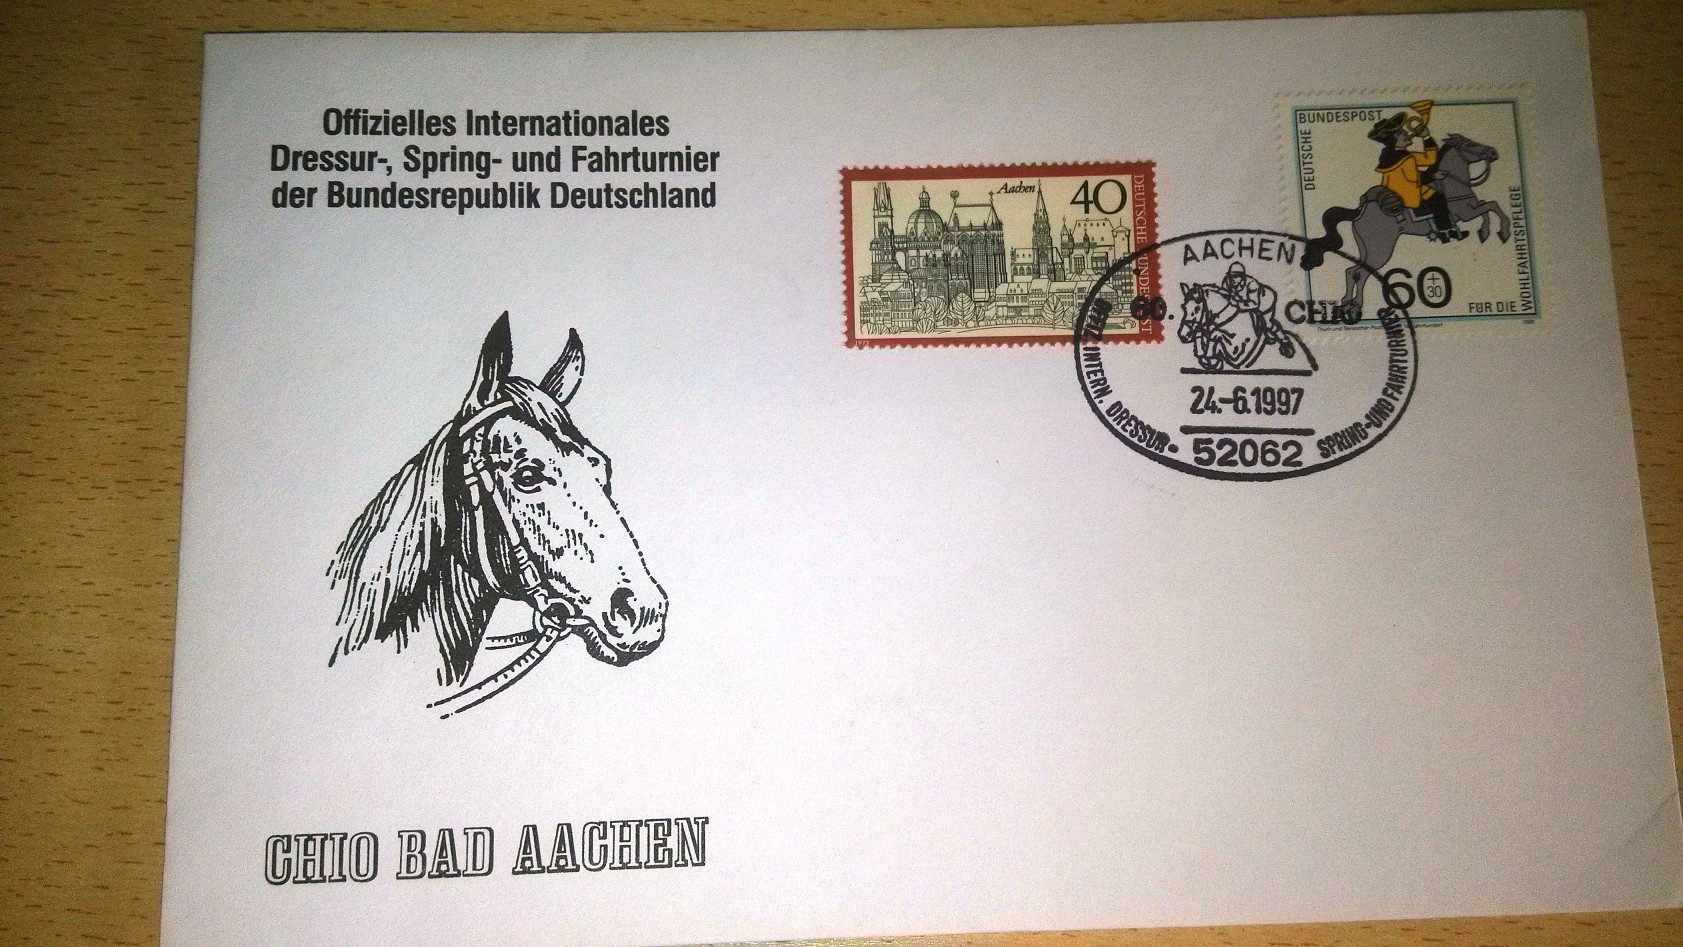 Offizielles Internationales
Dressur-, Spring- und Fahrturnier
der Bundesrepublik Deutschland
CHIO BAD AACHEN
Aachen
40
DEUTSCHE BUNDESPOST
1973
DEUTSCHE
BUNDESPOST
60
+
30
FÜR DIE
WOHLFAHRTSPFLEGE
AACHEN
60. CHIO
24.-6.1997
52062
INTERN. DRESSUR-
SPRING-UND FAHRTURNIER